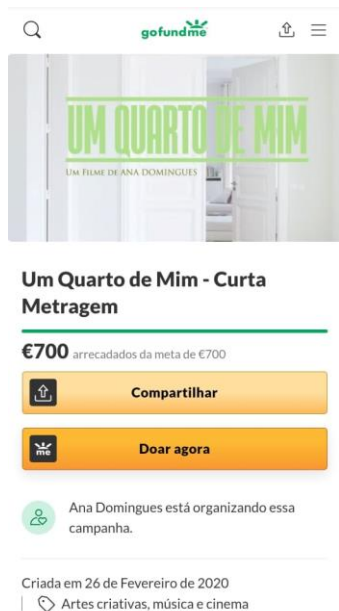 gofundme
UM QUARTO DE MIM
UM FILME DE ANA DOMINGUES
Um Quarto de Mim - Curta
Metragem
€700 arrecadados da meta de €700
Compartilhar
me
Doar agora
Ana Domingues está organizando essa
campanha.
Criada em 26 de Fevereiro de 2020
Artes criativas, música e cinema